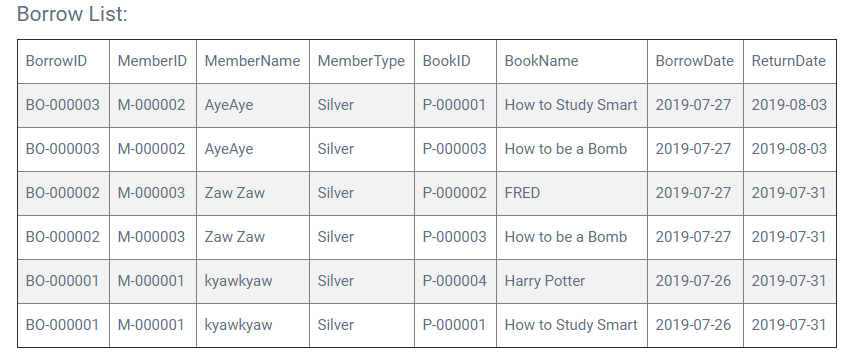 Borrow List:
BorrowID MemberID MemberName MemberType BookID BookName BorrowDate ReturnDate
BO-000003 M-000002 AyeAye Silver P-000001 How to Study Smart 2019-07-27 2019-08-03
BO-000003 M-000002 AyeAye Silver P-000003 How to be a Bomb 2019-07-27 2019-08-03
BO-000002 M-000003 Zaw Zaw Silver P-000002 FRED 2019-07-27 2019-07-31
BO-000002 M-000003 Zaw Zaw Silver P-000003 How to be a Bomb 2019-07-27 2019-07-31
BO-000001 M-000001 kyawkyaw Silver P-000004 Harry Potter 2019-07-26 2019-07-31
BO-000001 M-000001 kyawkyaw Silver P-000001 How to Study Smart 2019-07-26 2019-07-31